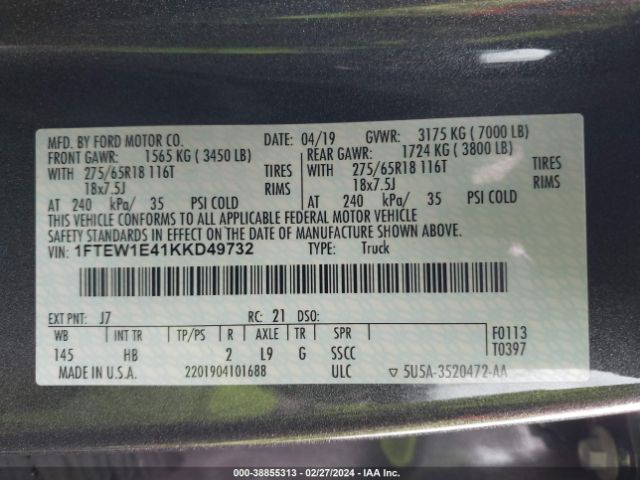 MFD. BY FORD MOTOR CO. DATE: 04/19 GVWR: 3175 KG ( 7000 LB)
FRONT GAWR: 1565 KG ( 3450 LB) REAR GAWR: 1724 KG ( 3800 LB)
WITH 275/65R18 116T TIRES WITH 275/65R18 116T TIRES
18x7.5J RIMS 18x7.5J RIMS
AT 240 kPa/ 35 PSI COLD AT 240 kPa/ 35 PSI COLD
THIS VEHICLE CONFORMS TO ALL APPLICABLE FEDERAL MOTOR VEHICLE
SAFETY STANDARDS IN EFFECT ON THE DATE OF MANUFACTURE SHOWN ABOVE.
VIN: 1FTEW1E41KKD49732 TYPE: Truck
EXT PNT: J7 RC: 21 DSO:
WB INT TR TP/PS R AXLE TR SPR F0113
145 HB 2 L9 G SSCC T0397
MADE IN U.S.A. 2201904101688 ULC ▽ 5U5A-3520472-AA
000-38855313 - 02/27/2024 - IAA Inc.